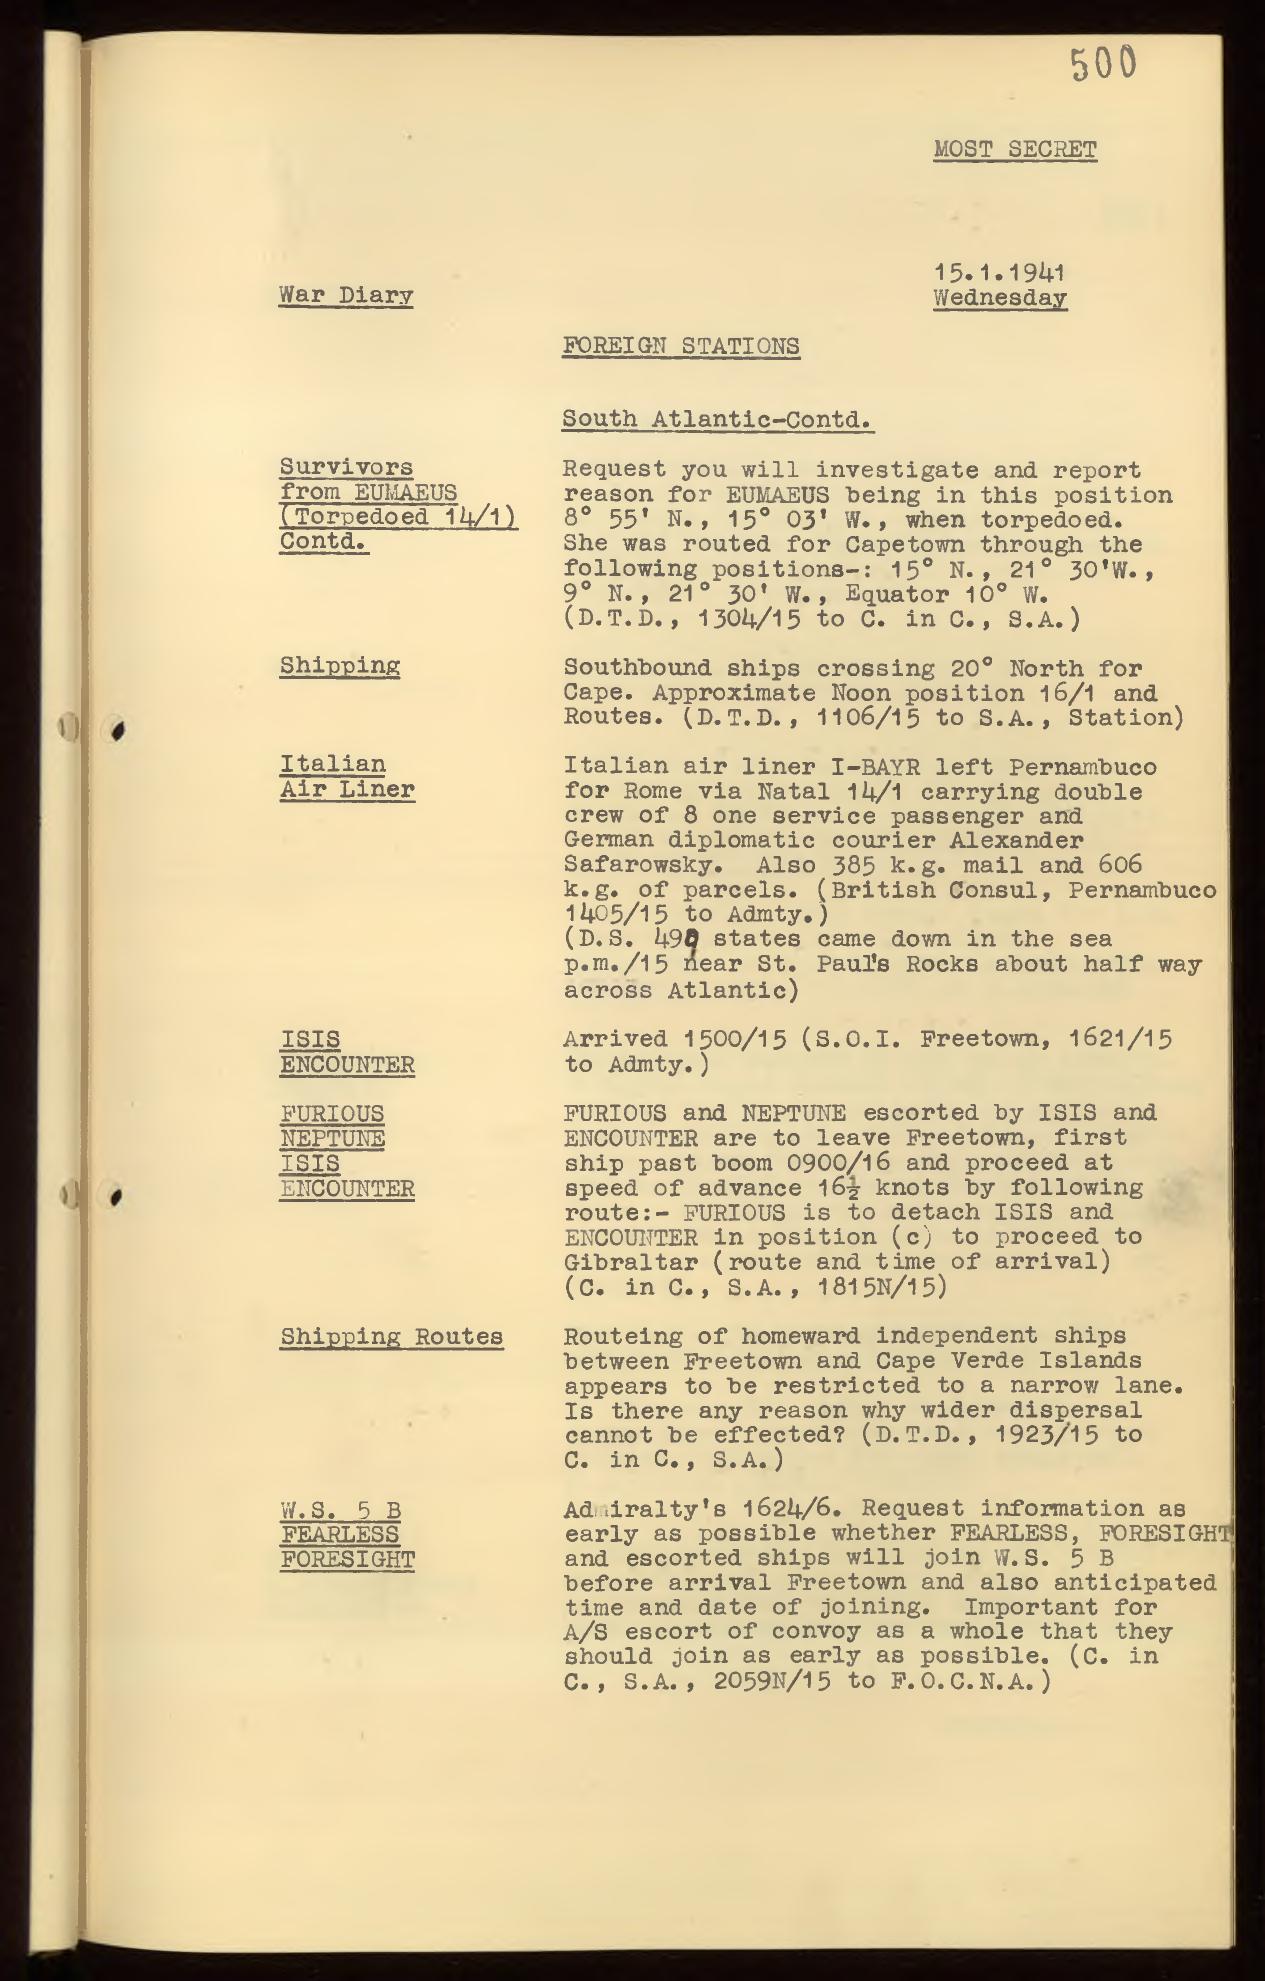 500
MOST SECRET
15.1.1941
War Diary
Wednesday
FOREIGN STATIONS
South Atlantic-Contd.
Survivors
from EUMAEUS
(Torpedoed 14/1)
Contd.
Request you will investigate and report
reason for EUMAEUS being in this position
8° 55' N., 15° 03' W., when torpedoed.
She was routed for Capetown through the
following positions-: 15° N., 21° 30'W.,
9° N., 21° 30' W., Equator 10° W.
(D.T.D., 1304/15 to C. in C., S.A.)
Shipping
Southbound ships crossing 20° North for
Cape. Approximate Noon position 16/1 and
Routes. (D.T.D., 1106/15 to S.A., Station)
Italian
Air Liner
Italian air liner I-BAYR left Pernambuco
for Rome via Natal 14/1 carrying double
crew of 8 one service passenger and
German diplomatic courier Alexander
Safarowsky. Also 385 k.g. mail and 606
k.g. of parcels. (British Consul, Pernambuco
1405/15 to Admty.)
(D.S. 499 states came down in the sea
p.m./15 near St. Paul's Rocks about half way
across Atlantic)
ISIS
ENCOUNTER
Arrived 1500/15 (S.O.I. Freetown, 1621/15
to Admty.)
FURIOUS
NEPTUNE
ISIS
ENCOUNTER
FURIOUS and NEPTUNE escorted by ISIS and
ENCOUNTER are to leave Freetown, first
ship past boom 0900/16 and proceed at
speed of advance 16½ knots by following
route:- FURIOUS is to detach ISIS and
ENCOUNTER in position (c) to proceed to
Gibraltar (route and time of arrival)
(C. in C., S.A., 1815N/15)
Shipping Routes
Routeing of homeward independent ships
between Freetown and Cape Verde Islands
appears to be restricted to a narrow lane.
Is there any reason why wider dispersal
cannot be effected? (D.T.D., 1923/15 to
C. in C., S.A.)
W.S. 5 B
FEARLESS
FORESIGHT
Admiralty's 1624/6. Request information as
early as possible whether FEARLESS, FORESIGHT
and escorted ships will join W.S. 5 B
before arrival Freetown and also anticipated
time and date of joining. Important for
A/S escort of convoy as a whole that they
should join as early as possible. (C. in
C., S.A., 2059N/15 to F.O.C.N.A.)